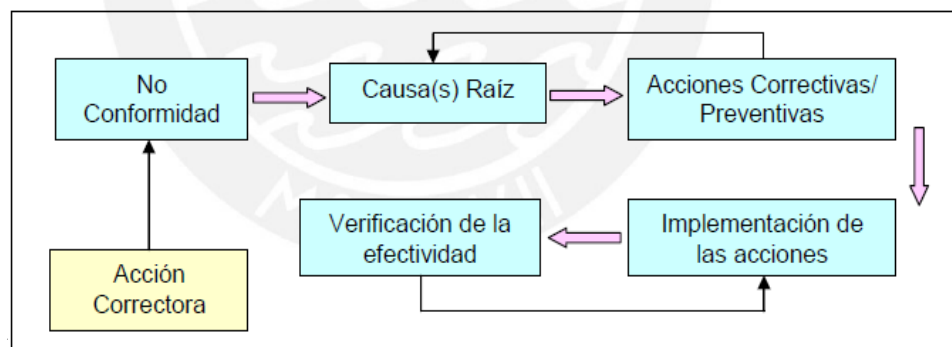 No
Conformidad
Causa(s) Raíz
Acciones Correctivas/
Preventivas
Verificación de la
efectividad
Implementación de
las acciones
Acción
Correctora